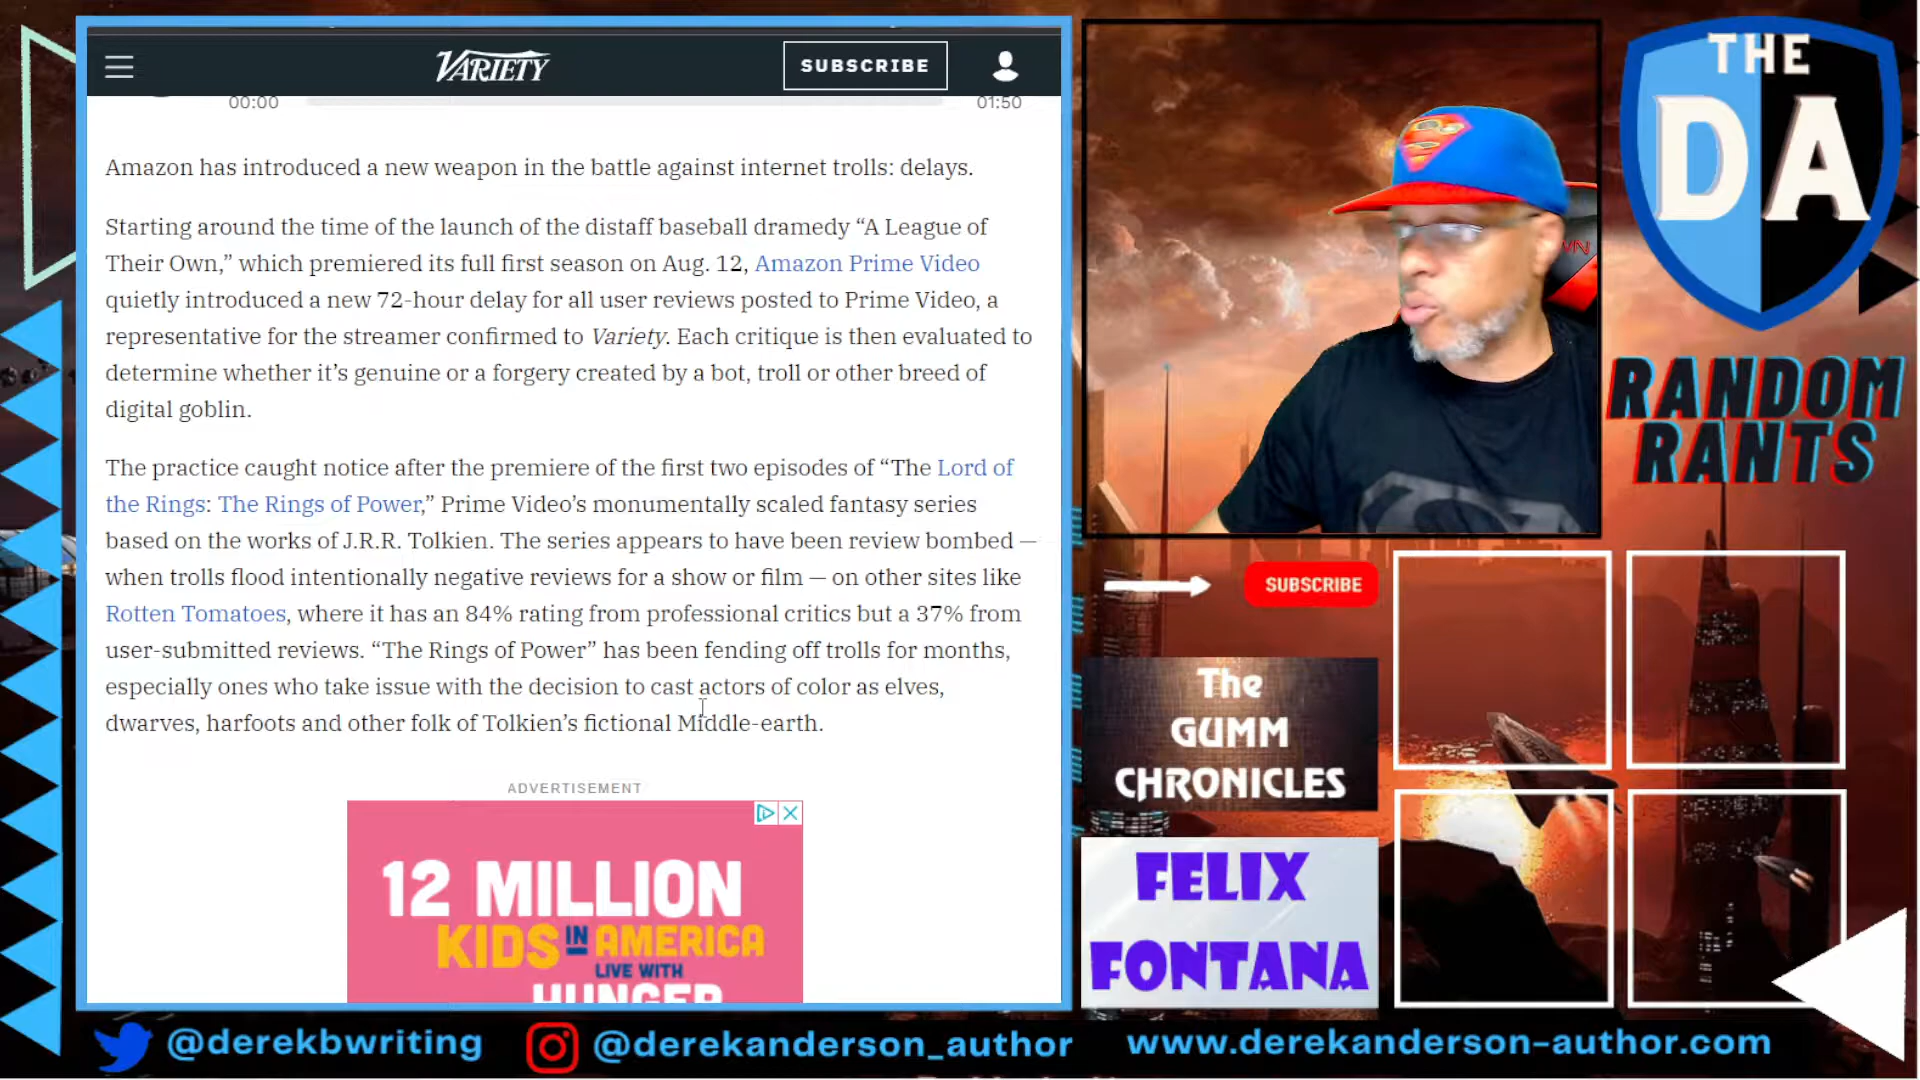 VARIETY
SUBSCRIBE
00:00
01:50
Amazon has introduced a new weapon in the battle against internet trolls: delays.
Starting around the time of the launch of the distaff baseball dramedy “A League of
Their Own,” which premiered its full first season on Aug. 12, Amazon Prime Video
quietly introduced a new 72-hour delay for all user reviews posted to Prime Video, a
representative for the streamer confirmed to Variety. Each critique is then evaluated to
determine whether it’s genuine or a forgery created by a bot, troll or other breed of
digital goblin.
The practice caught notice after the premiere of the first two episodes of “The Lord of
the Rings: The Rings of Power,” Prime Video’s monumentally scaled fantasy series
based on the works of J.R.R. Tolkien. The series appears to have been review bombed —
when trolls flood intentionally negative reviews for a show or film — on other sites like
Rotten Tomatoes, where it has an 84% rating from professional critics but a 37% from
user-submitted reviews. “The Rings of Power” has been fending off trolls for months,
especially ones who take issue with the decision to cast actors of color as elves,
dwarves, harfoots and other folk of Tolkien’s fictional Middle-earth.
ADVERTISEMENT
12 MILLION
KIDS IN AMERICA
LIVE WITH
HUNGER
THE
DA
RANDOM
RANTS
SUBSCRIBE
The
GUMM
CHRONICLES
FELIX
FONTANA
@derekbwriting
@derekanderson_author
www.derekanderson-author.com